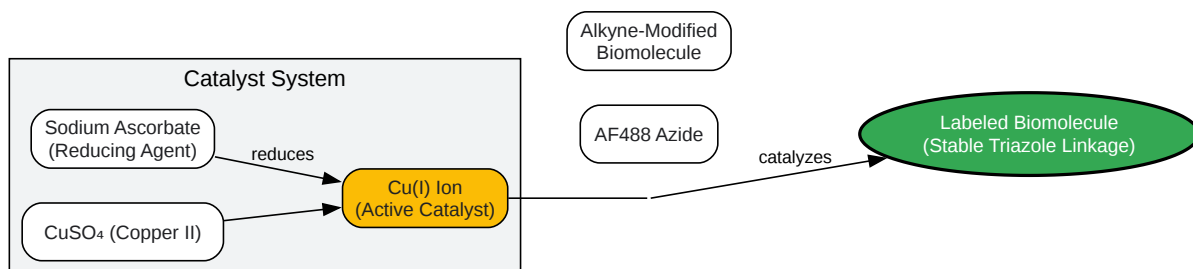 Catalyst System
Sodium Ascorbate
(Reducing Agent)
reduces
CuSO₄ (Copper II)
Cu(I) Ion
(Active Catalyst)
Alkyne-Modified
Biomolecule
AF488 Azide
catalyzes
Labeled Biomolecule
(Stable Triazole Linkage)